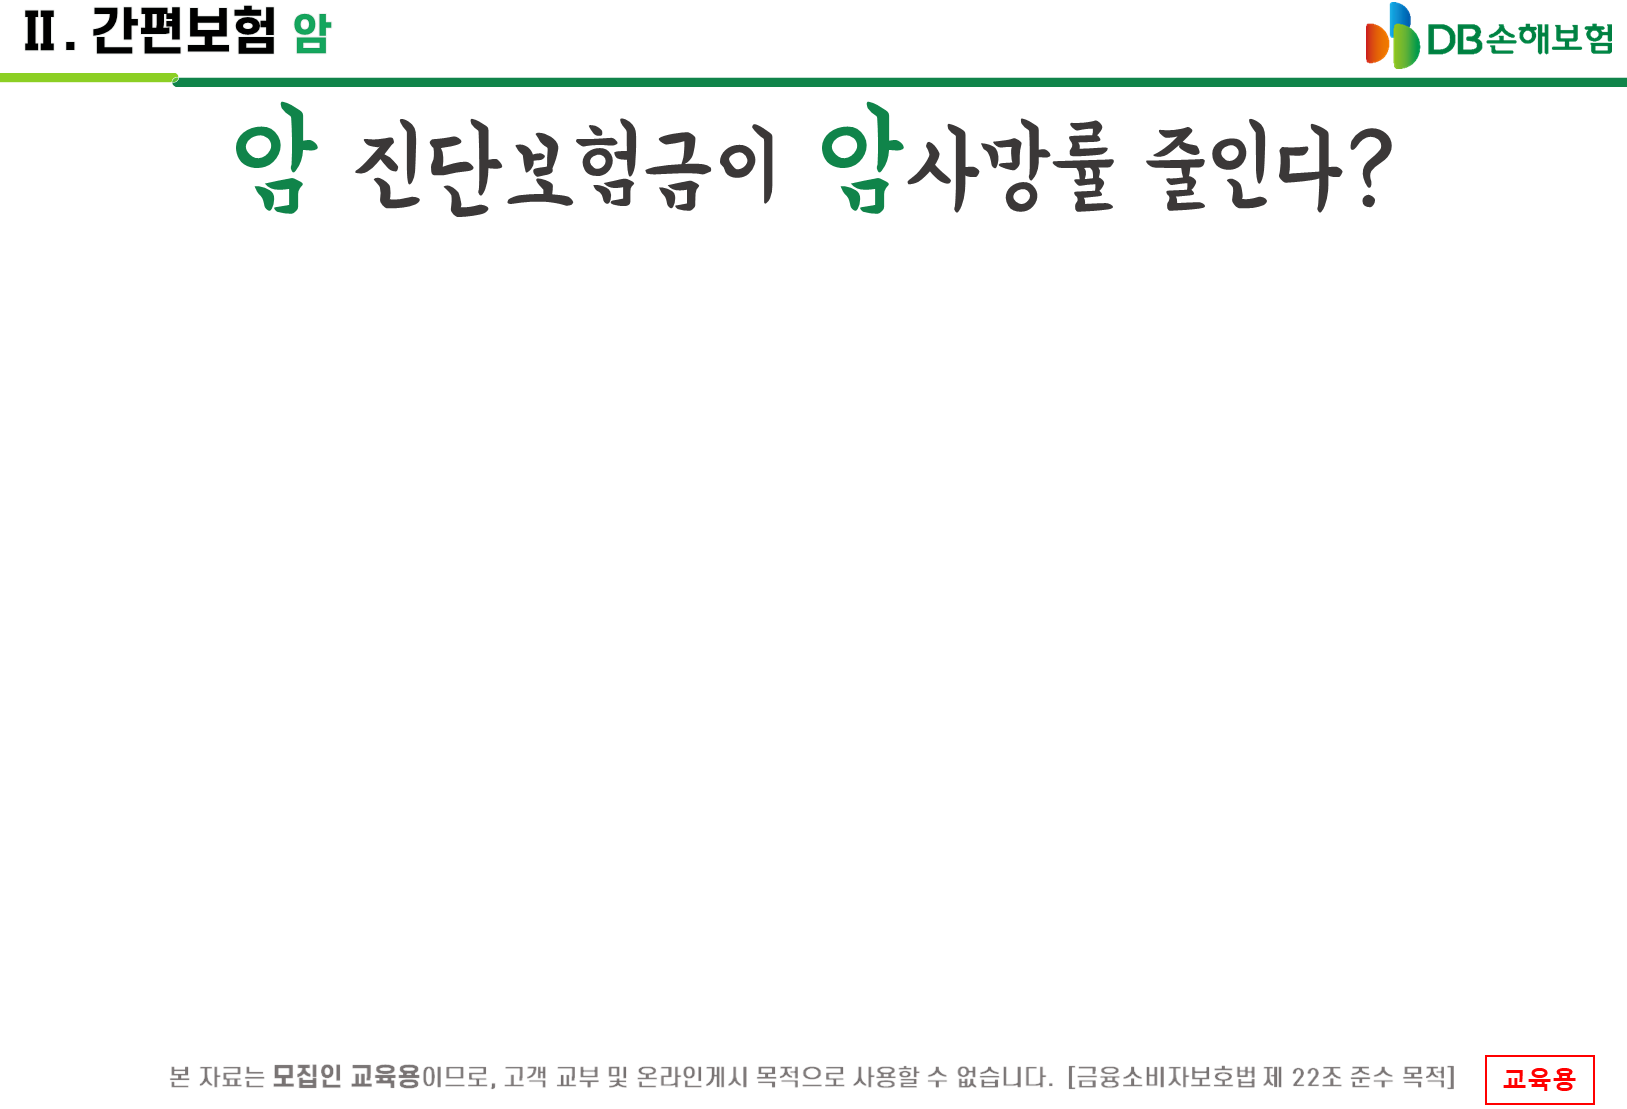 II. 간편보험 암
DB손해보험
암 진단보험금이 암사망률 줄인다?
본 자료는 모집인 교육용이므로, 고객 교부 및 온라인게시 목적으로 사용할 수 없습니다. [금융소비자보호법 제 22조 준수 목적]
교육용